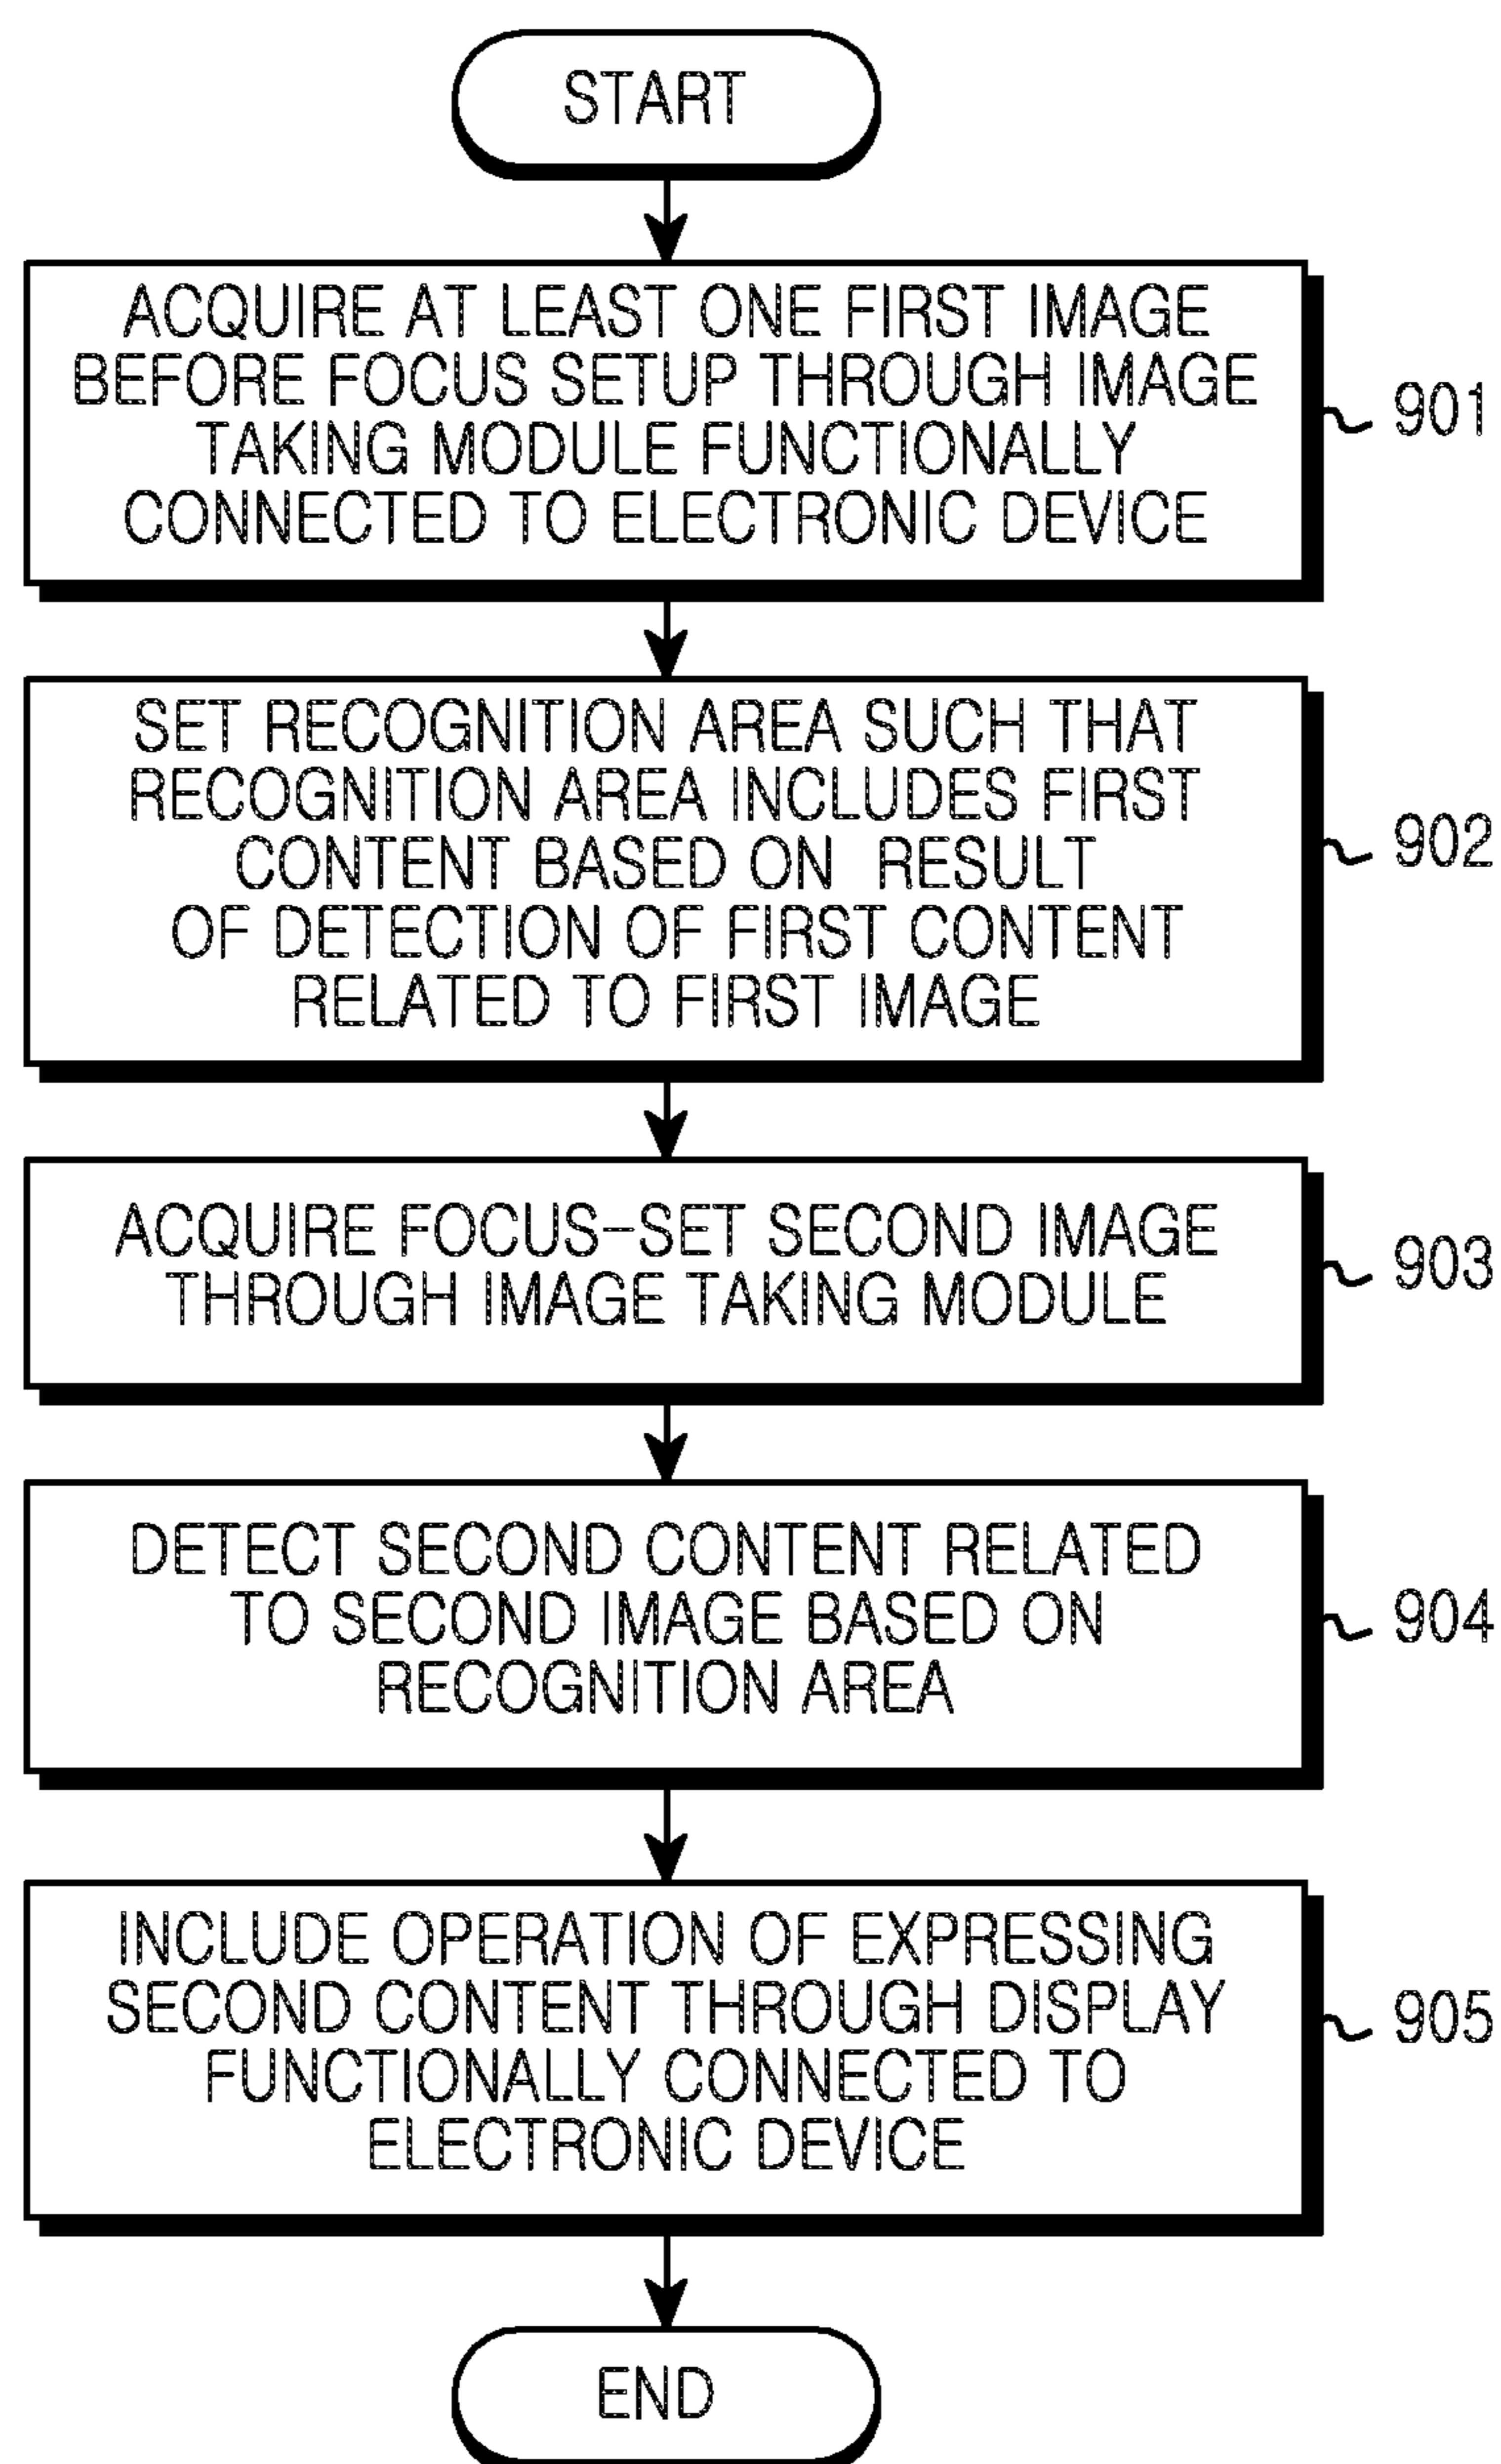 START
ACQUIRE AT LEAST ONE FIRST IMAGE
BEFORE FOCUS SETUP THROUGH IMAGE
TAKING MODULE FUNCTIONALLY
CONNECTED TO ELECTRONIC DEVICE
901
SET RECOGNITION AREA SUCH THAT
RECOGNITION AREA INCLUDES FIRST
CONTENT BASED ON RESULT
OF DETECTION OF FIRST CONTENT
RELATED TO FIRST IMAGE
902
ACQUIRE FOCUS-SET SECOND IMAGE
THROUGH IMAGE TAKING MODULE
903
DETECT SECOND CONTENT RELATED
TO SECOND IMAGE BASED ON
RECOGNITION AREA
904
INCLUDE OPERATION OF EXPRESSING
SECOND CONTENT THROUGH DISPLAY
FUNCTIONALLY CONNECTED TO
ELECTRONIC DEVICE
905
END